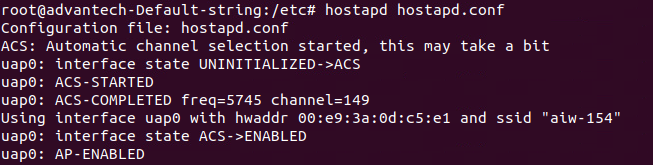 root@advantech-Default-string:/etc# hostapd hostapd.conf
Configuration file: hostapd.conf
ACS: Automatic channel selection started, this may take a bit
uap0: interface state UNINITIALIZED->ACS
uap0: ACS-STARTED
uap0: ACS-COMPLETED freq=5745 channel=149
Using interface uap0 with hwaddr 00:e9:3a:0d:c5:e1 and ssid "aiw-154"
uap0: interface state ACS->ENABLED
uap0: AP-ENABLED